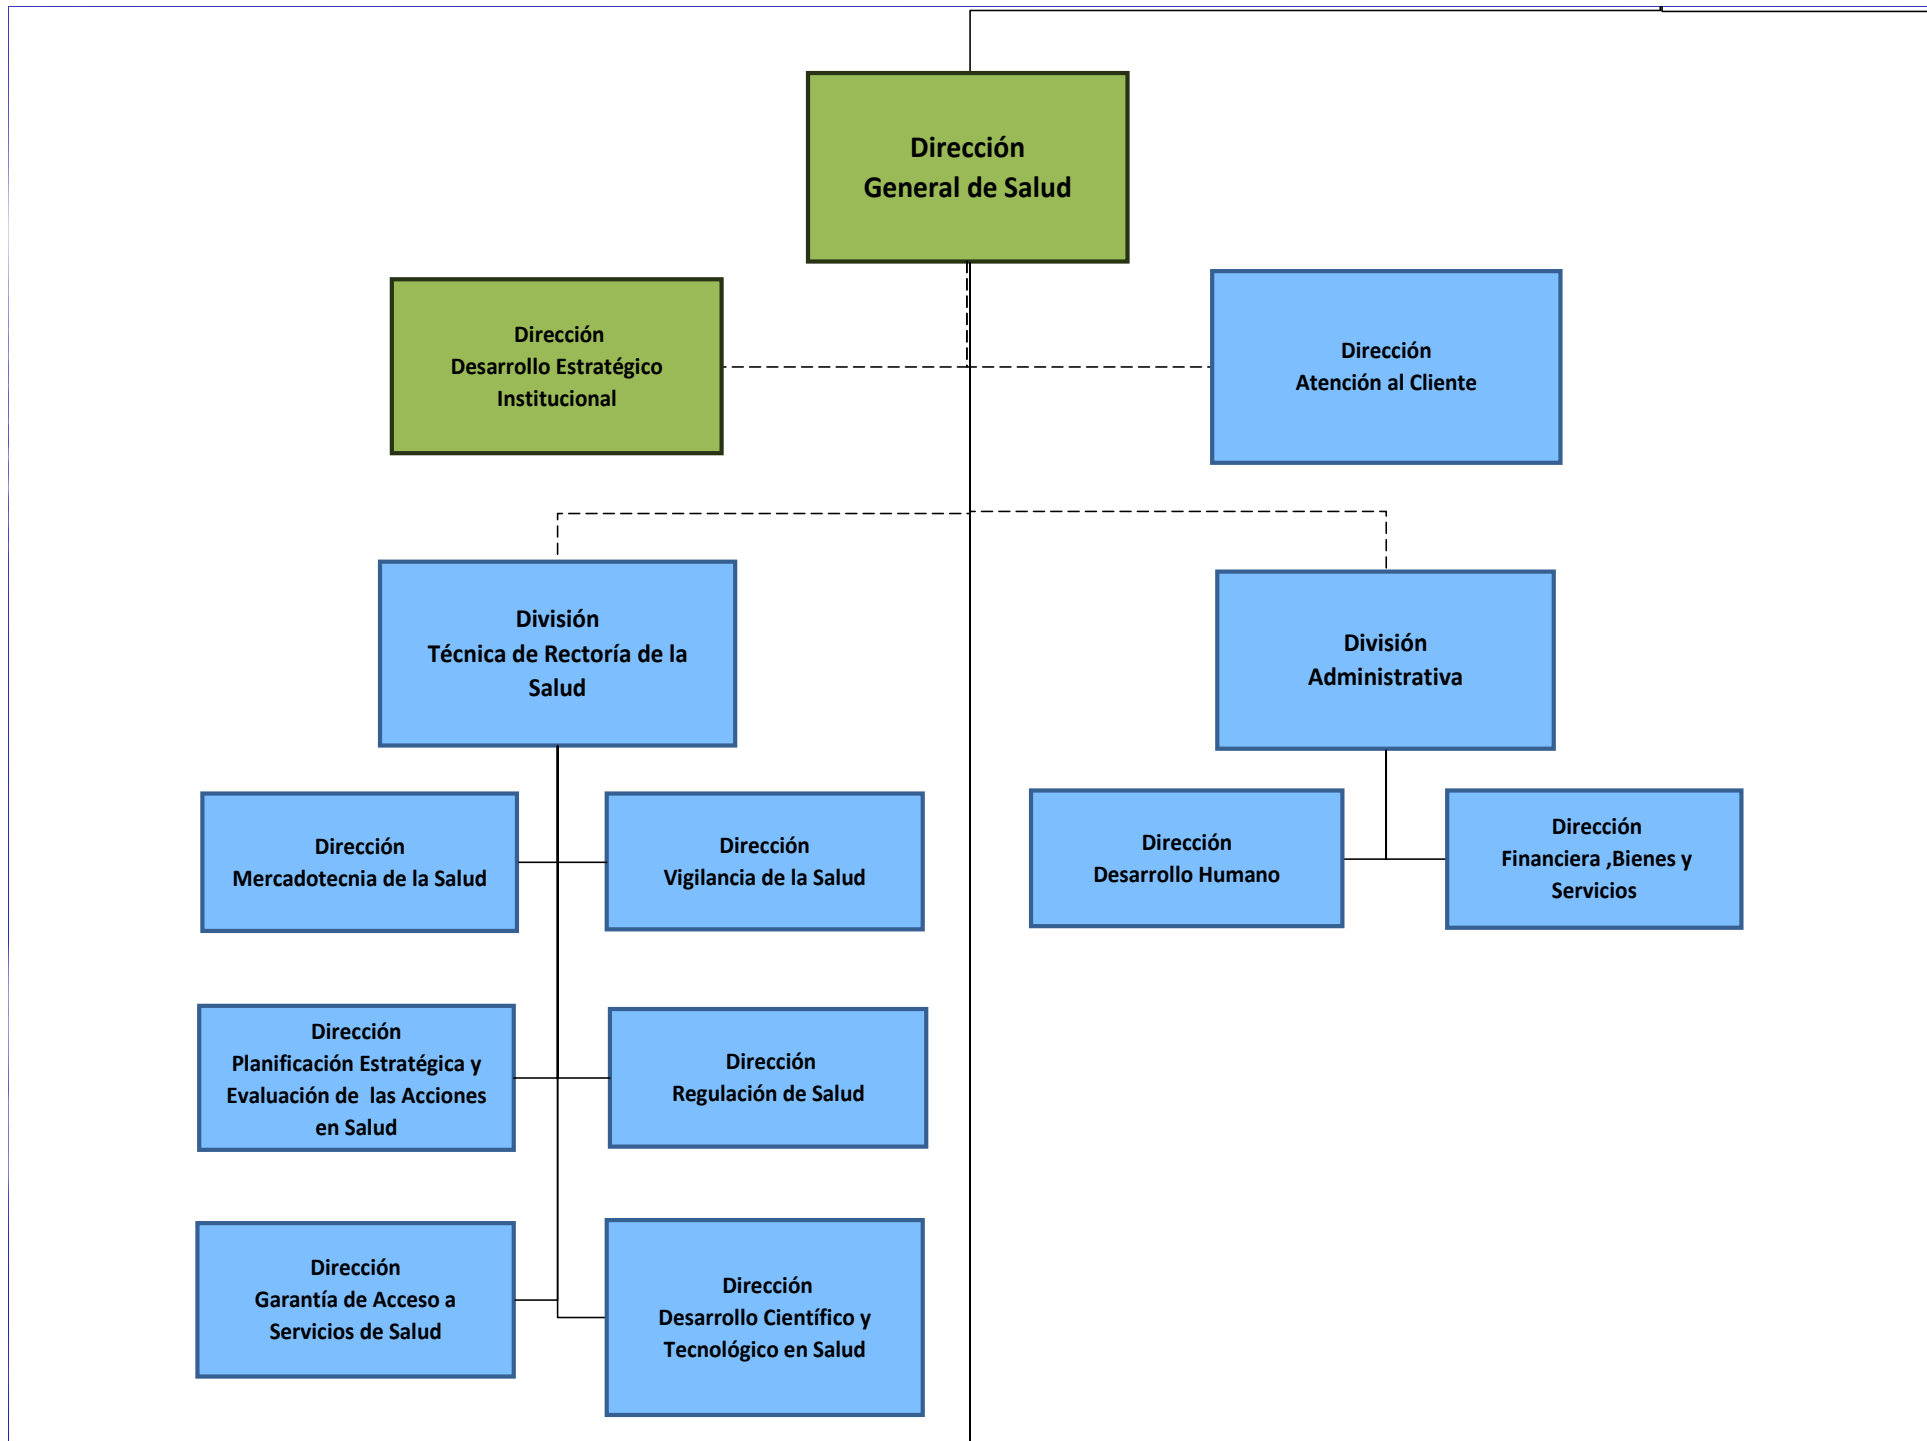 Dirección
General de Salud
Dirección
Desarrollo Estratégico
Institucional
Dirección
Atención al Cliente
División
Técnica de Rectoría de la
Salud
División
Administrativa
Dirección
Mercadotecnia de la Salud
Dirección
Vigilancia de la Salud
Dirección
Desarrollo Humano
Dirección
Financiera ,Bienes y
Servicios
Dirección
Planificación Estratégica y
Evaluación de  las Acciones
en Salud
Dirección
Regulación de Salud
Dirección
Garantía de Acceso a
Servicios de Salud
Dirección
Desarrollo Científico y
Tecnológico en Salud